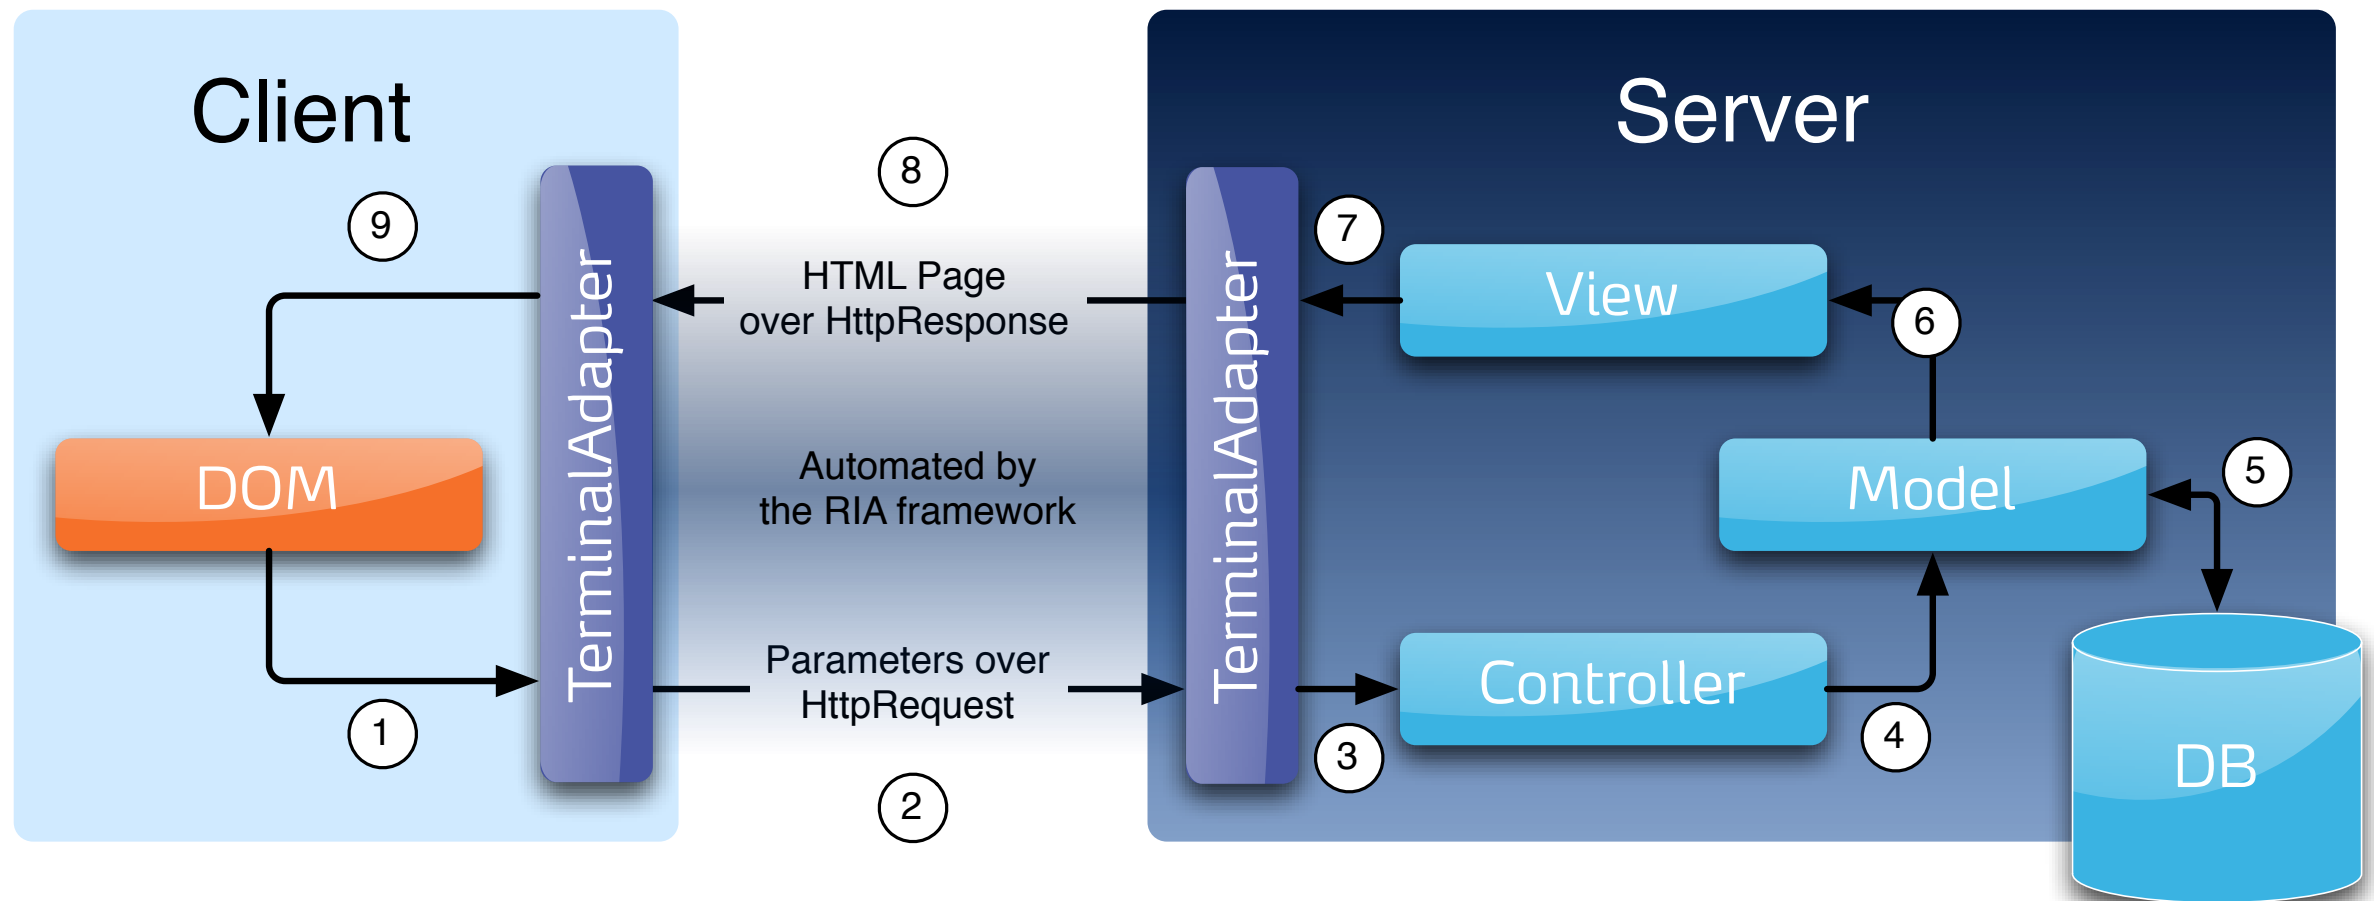 Client
Server
8
9
7
HTML Page
over HttpResponse
View
6
TerminalAdapter
TerminalAdapter
DOM
Automated by
the RIA framework
Model
5
Parameters over
HttpRequest
Controller
1
3
4
DB
2